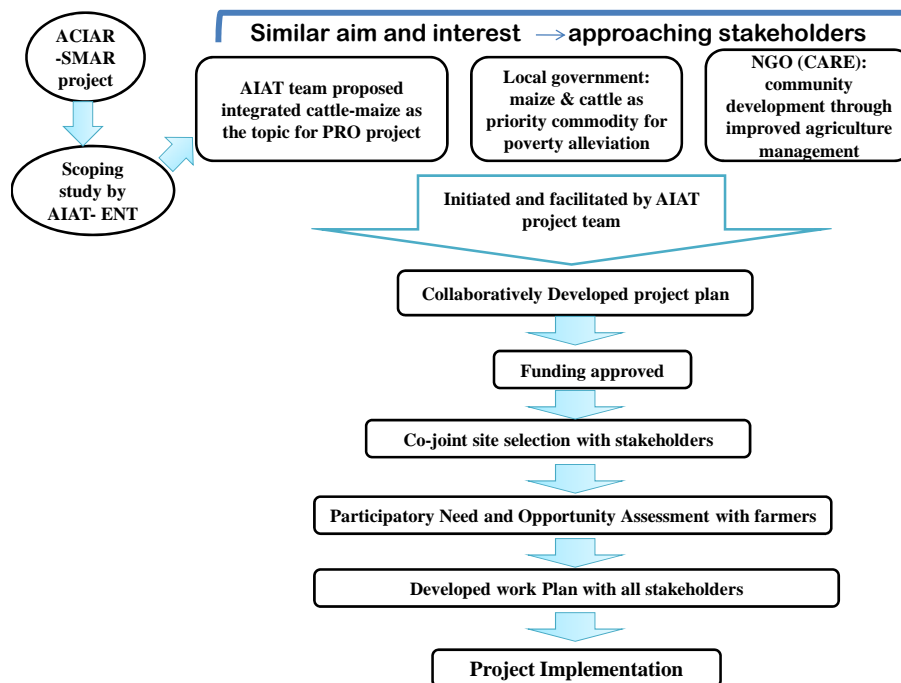 ACIAR
-SMAR
project
Similar aim and interest → approaching stakeholders
AIAT team proposed
integrated cattle-maize as
the topic for PRO project
Local government:
maize & cattle as
priority commodity for
poverty alleviation
NGO (CARE):
community
development through
improved agriculture
management
Scoping
study by
AIAT- ENT
Initiated and facilitated by AIAT
project team
Collaboratively Developed project plan
Funding approved
Co-joint site selection with stakeholders
Participatory Need and Opportunity Assessment with farmers
Developed work Plan with all stakeholders
Project Implementation